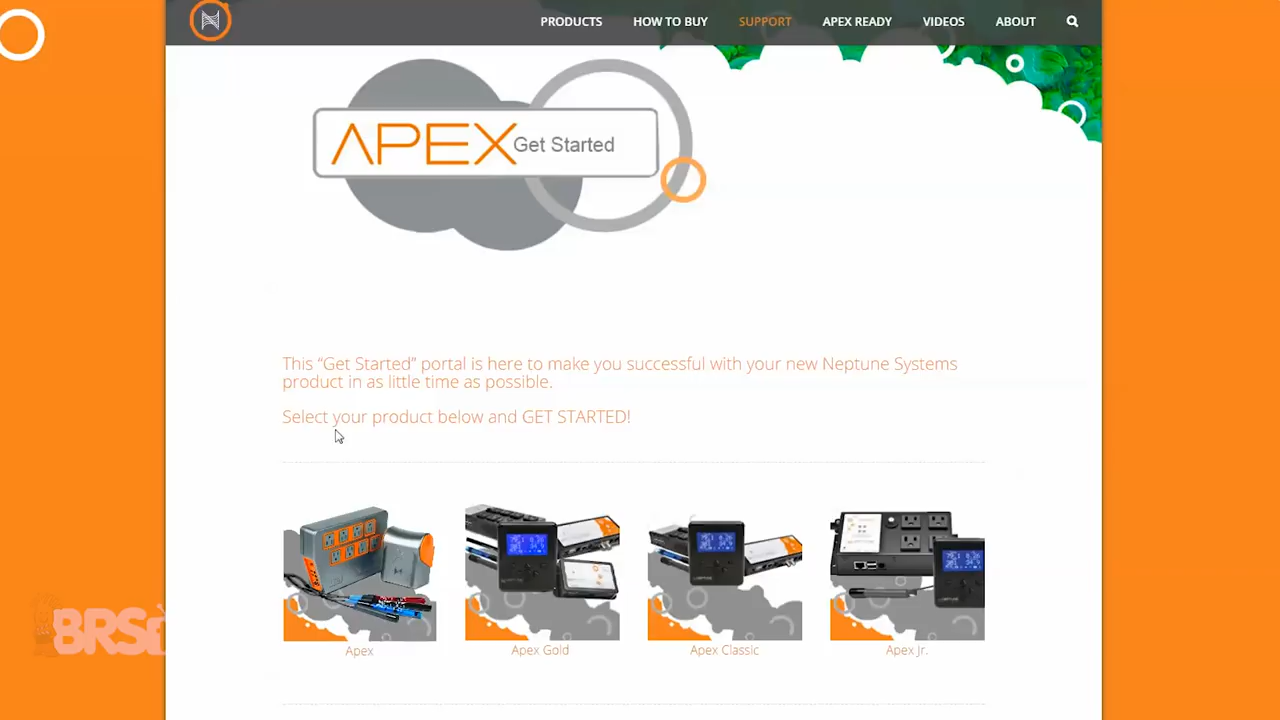 PRODUCTS HOW TO BUY SUPPORT APEX READY VIDEOS ABOUT
APEX Get Started
This “Get Started” portal is here to make you successful with your new Neptune Systems
product in as little time as possible.
Select your product below and GET STARTED!
Apex Apex Gold Apex Classic Apex Jr.
BRS